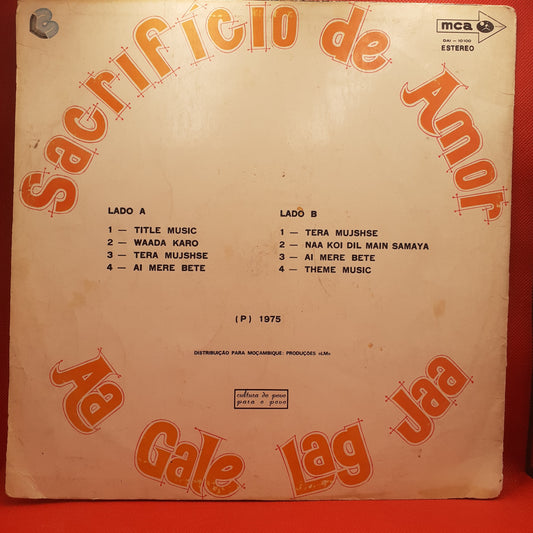 mca
DAI — 10100
ESTEREO
Sacrifício de Amor
LADO A
1 — TITLE MUSIC
2 — WAADA KARO
3 — TERA MUJSHSE
4 — AI MERE BETE
LADO B
1 — TERA MUJSHSE
2 — NAA KOI DIL MAIN SAMAYA
3 — AI MERE BETE
4 — THEME MUSIC
(P) 1975
DISTRIBUIÇÃO PARA MOÇAMBIQUE: PRODUÇÕES «LM»
cultura do povo
para o povo
Aa Gale Lag Jaa